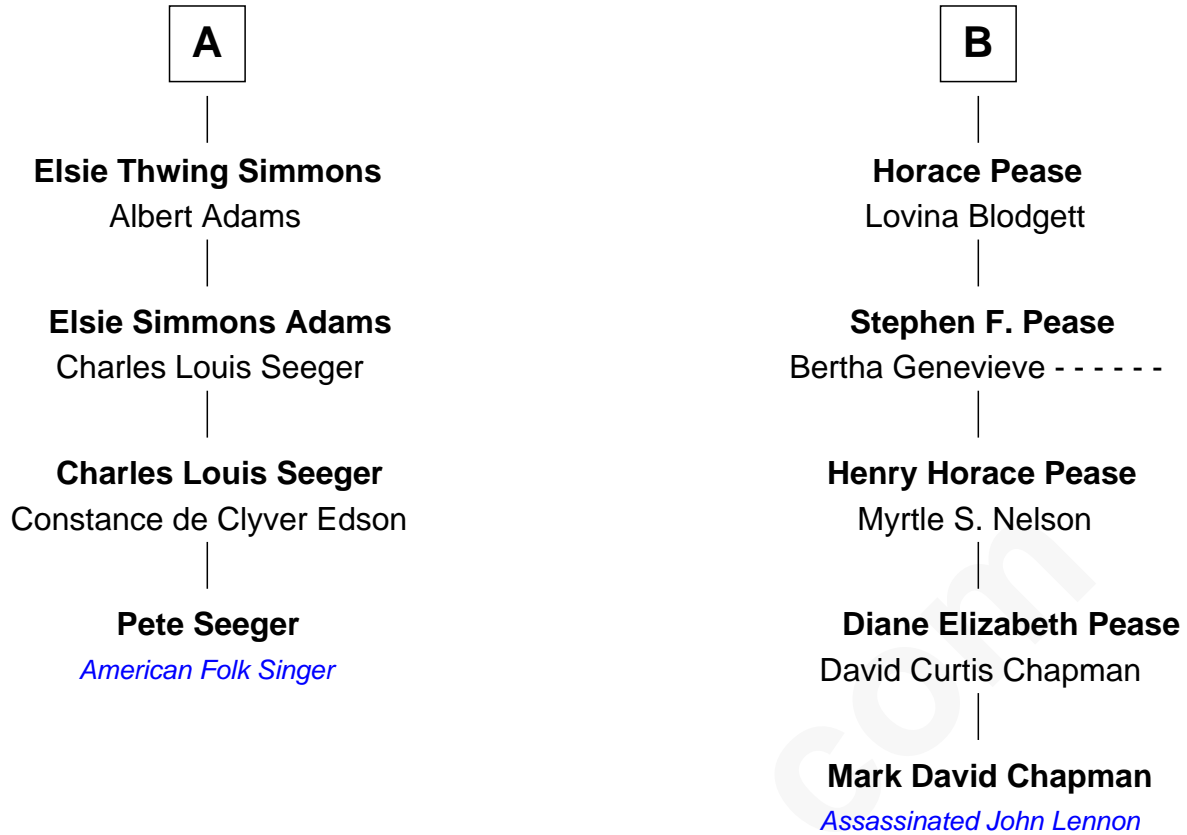 A
Elsie Thwing Simmons
Albert Adams
Elsie Simmons Adams
Charles Louis Seeger
Charles Louis Seeger
Constance de Clyver Edson
Pete Seeger
American Folk Singer
B
Horace Pease
Lovina Blodgett
Stephen F. Pease
Bertha Genevieve - - - - - -
Henry Horace Pease
Myrtle S. Nelson
Diane Elizabeth Pease
David Curtis Chapman
Mark David Chapman
Assassinated John Lennon
com